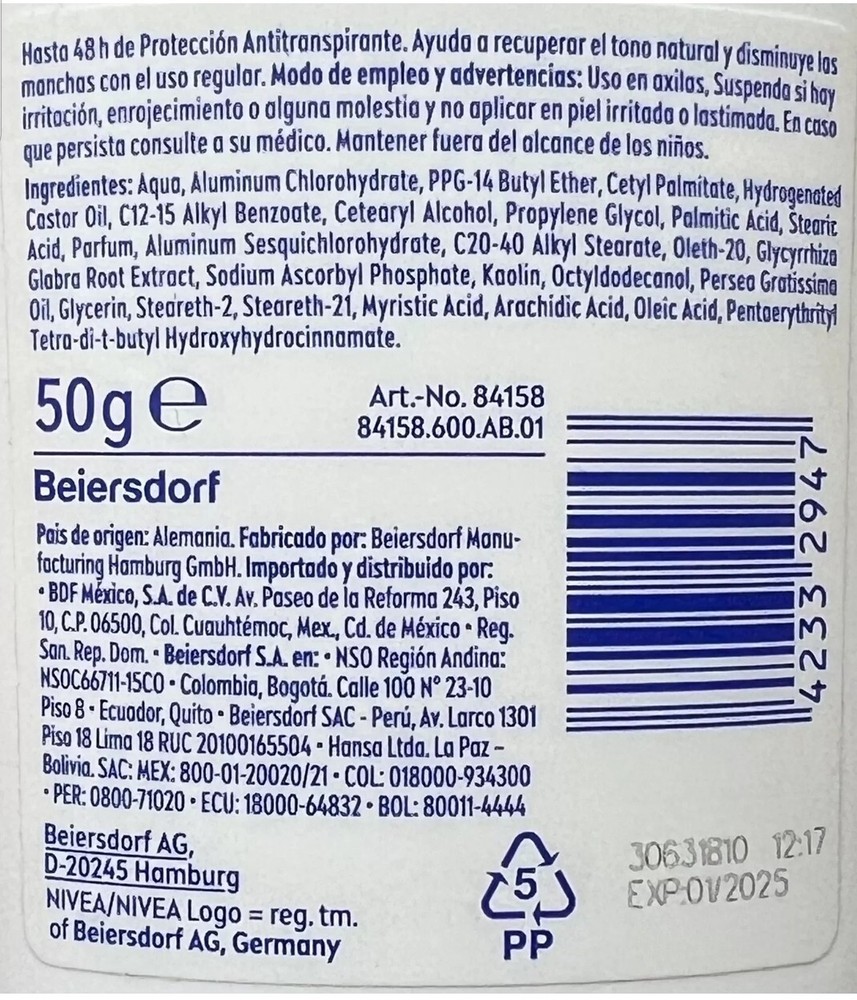 Hasta 48 h de Protección Antitranspirante. Ayuda a recuperar el tono natural y disminuye las
manchas con el uso regular. Modo de empleo y advertencias: Uso en axilas, Suspenda si hay
irritación, enrojecimiento o alguna molestia y no aplicar en piel irritada o lastimada. En caso
que persista consulte a su médico. Mantener fuera del alcance de los niños.
Ingredientes: Aqua, Aluminum Chlorohydrate, PPG-14 Butyl Ether, Cetyl Palmitate, Hydrogenated
Castor Oil, C12-15 Alkyl Benzoate, Cetearyl Alcohol, Propylene Glycol, Palmitic Acid, Stearic
Acid, Parfum, Aluminum Sesquichlorohydrate, C20-40 Alkyl Stearate, Oleth-20, Glycyrrhiza
Glabra Root Extract, Sodium Ascorbyl Phosphate, Kaolin, Octyldodecanol, Persea Gratissima
Oil, Glycerin, Steareth-2, Steareth-21, Myristic Acid, Arachidic Acid, Oleic Acid, Pentaerythrityl
Tetra-di-t-butyl Hydroxyhydrocinnamate.
50 g e
Art.-No. 84158
84158.600.AB.01
Beiersdorf
País de origen: Alemania. Fabricado por: Beiersdorf Manu-
facturing Hamburg GmbH. Importado y distribuido por:
• BDF México, S.A. de C.V. Av. Paseo de la Reforma 243, Piso
10, C.P. 06500, Col. Cuauhtémoc, Mex., Cd. de México • Reg.
San. Rep. Dom. • Beiersdorf S.A. en: • NSO Región Andina:
NSOC66711-15CO • Colombia, Bogotá. Calle 100 N° 23-10
Piso 8 • Ecuador, Quito • Beiersdorf SAC - Perú, Av. Larco 1301
Piso 18 Lima 18 RUC 20100165504 • Hansa Ltda. La Paz –
Bolivia. SAC: MEX: 800-01-20020/21 • COL: 018000-934300
• PER: 0800-71020 • ECU: 18000-64832 • BOL: 80011-4444
Beiersdorf AG,
D-20245 Hamburg
NIVEA/NIVEA Logo = reg. tm.
of Beiersdorf AG, Germany
5
PP
4233 2947
30631810 12:17
EXP:01/2025